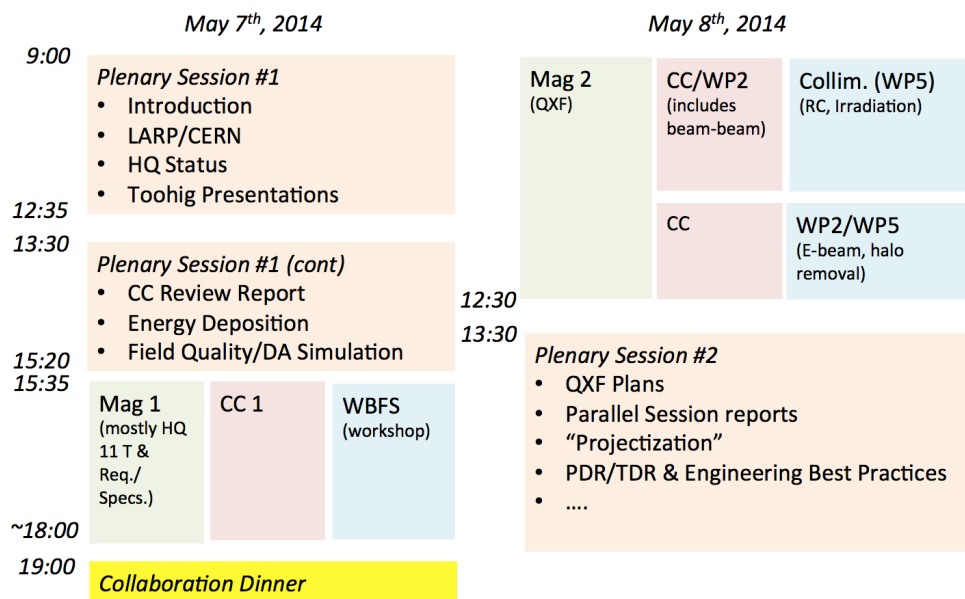 May 7th, 2014
9:00
Plenary Session #1
• Introduction
• LARP/CERN
• HQ Status
• Toohig Presentations
12:35
13:30
Plenary Session #1 (cont)
• CC Review Report
• Energy Deposition
• Field Quality/DA Simulation
15:20
15:35
Mag 1
(mostly HQ
11 T &
Req./
Specs.)
CC 1
WBFS
(workshop)
~18:00
19:00
Collaboration Dinner
May 8th, 2014
Mag 2
(QXF)
CC/WP2
(includes
beam-beam)
Collim. (WP5)
(RC, Irradiation)
CC
WP2/WP5
(E-beam, halo
removal)
12:30
13:30
Plenary Session #2
• QXF Plans
• Parallel Session reports
• “Projectization”
• PDR/TDR & Engineering Best Practices
• ....